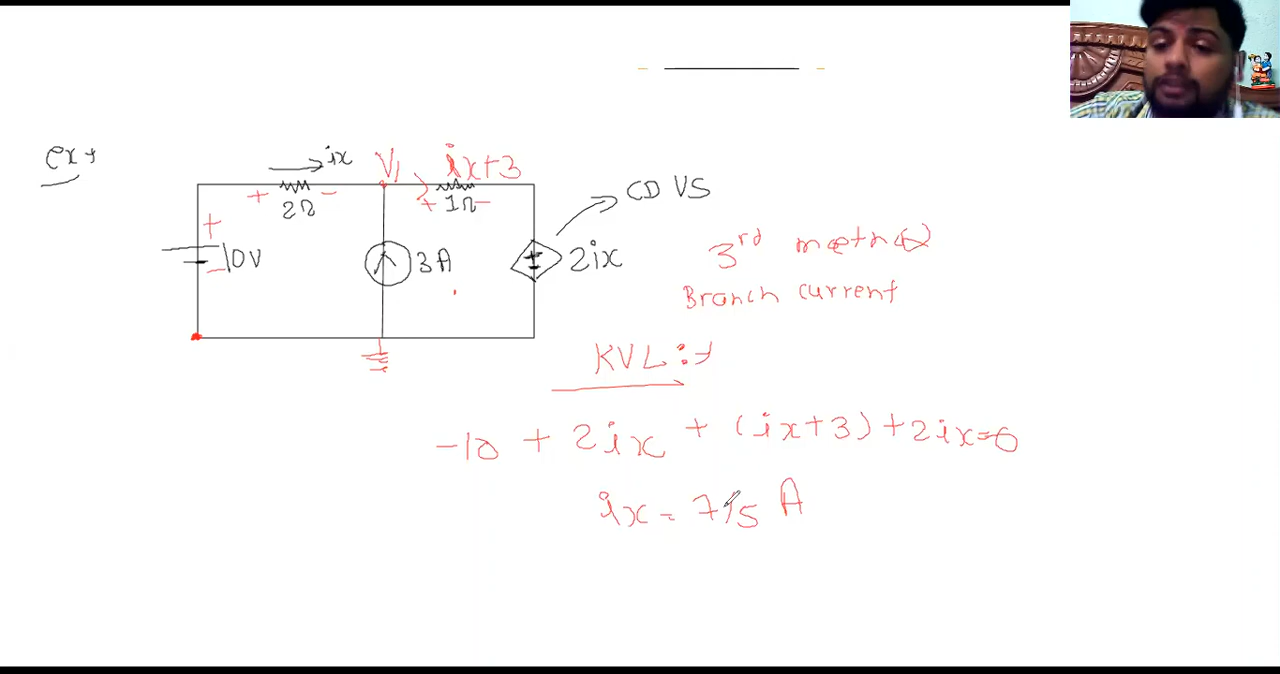 ex+
ix
V1
ix+3
+ - + -
2Ω
1Ω
CD VS
+
10V
-
3A
+
2ix
3rd method
Branch current
KVL :-
-10 + 2ix + (ix+3) + 2ix=0
ix = 7/5 A